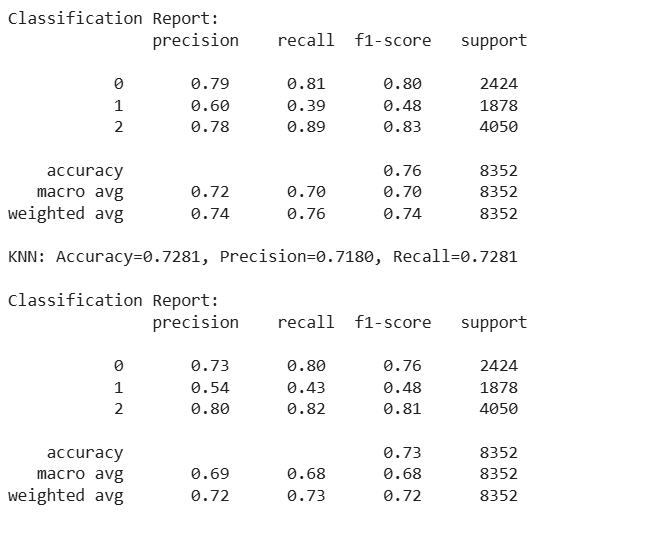 Classification Report:
precision recall f1-score support
0 0.79 0.81 0.80 2424
1 0.60 0.39 0.48 1878
2 0.78 0.89 0.83 4050
accuracy 0.76 8352
macro avg 0.72 0.70 0.70 8352
weighted avg 0.74 0.76 0.74 8352
KNN: Accuracy=0.7281, Precision=0.7180, Recall=0.7281
Classification Report:
precision recall f1-score support
0 0.73 0.80 0.76 2424
1 0.54 0.43 0.48 1878
2 0.80 0.82 0.81 4050
accuracy 0.73 8352
macro avg 0.69 0.68 0.68 8352
weighted avg 0.72 0.73 0.72 8352